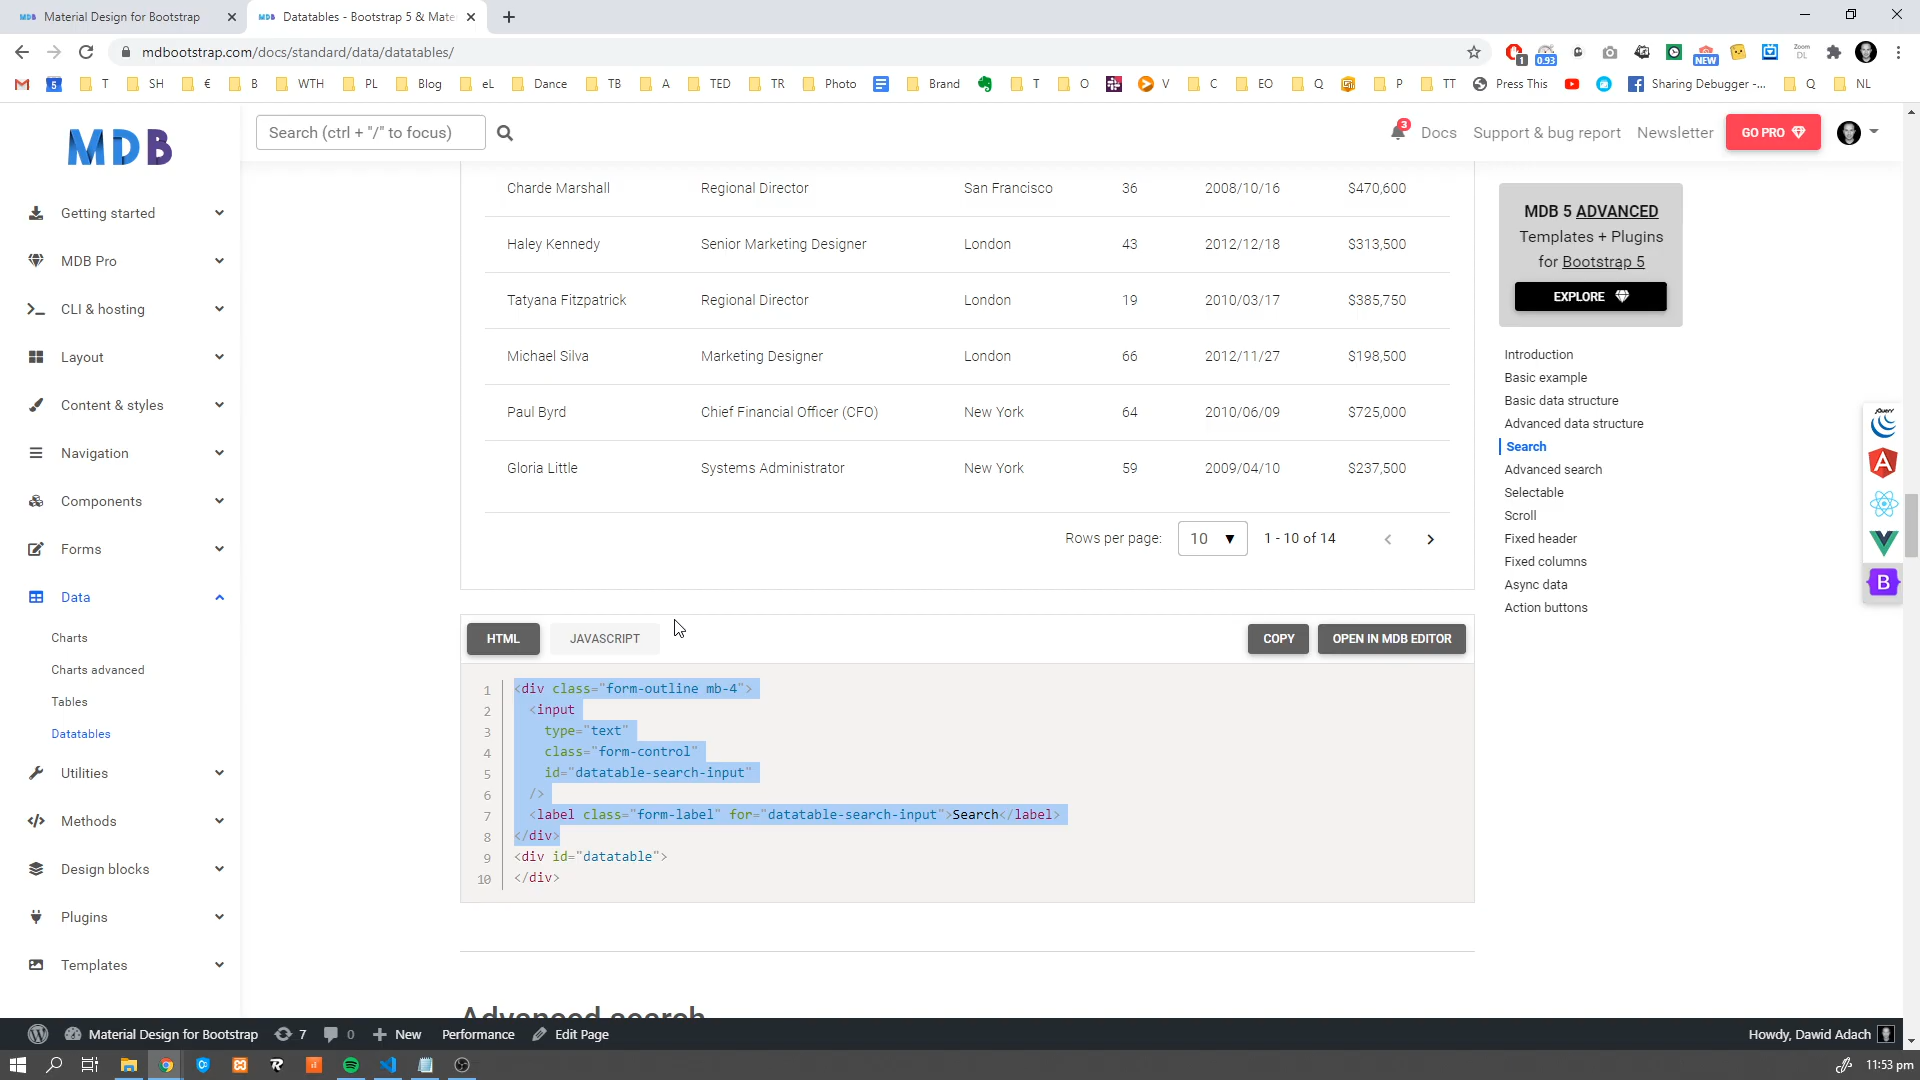 Material Design for Bootstrap
Datatables - Bootstrap 5 & Mate
mdbootstrap.com/docs/standard/data/datatables/
1
0.93
NEW
Zoom
DL
5 T SH € B WTH PL Blog eL Dance TB A TED TR Photo Brand T O V C EO Q P TT Press This Sharing Debugger -... Q NL
MDB
Search (ctrl + "/" to focus)
3
Docs Support & bug report Newsletter GO PRO
Getting started
MDB Pro
CLI & hosting
Layout
Content & styles
Navigation
Components
Forms
Data
Charts
Charts advanced
Tables
Datatables
Utilities
Methods
Design blocks
Plugins
Templates
Charde Marshall Regional Director San Francisco 36 2008/10/16 $470,600
Haley Kennedy Senior Marketing Designer London 43 2012/12/18 $313,500
Tatyana Fitzpatrick Regional Director London 19 2010/03/17 $385,750
Michael Silva Marketing Designer London 66 2012/11/27 $198,500
Paul Byrd Chief Financial Officer (CFO) New York 64 2010/06/09 $725,000
Gloria Little Systems Administrator New York 59 2009/04/10 $237,500
Rows per page: 10 1 - 10 of 14
HTML JAVASCRIPT COPY OPEN IN MDB EDITOR
1 <div class="form-outline mb-4">
2 <input
3 type="text"
4 class="form-control"
5 id="datatable-search-input"
6 />
7 <label class="form-label" for="datatable-search-input">Search</label>
8 </div>
9 <div id="datatable">
10 </div>
Advanced search
MDB 5 ADVANCED
Templates + Plugins
for Bootstrap 5
EXPLORE
Introduction
Basic example
Basic data structure
Advanced data structure
Search
Advanced search
Selectable
Scroll
Fixed header
Fixed columns
Async data
Action buttons
jQuery
A
B
Material Design for Bootstrap 7 0 New Performance Edit Page
Howdy, Dawid Adach
11:53 pm